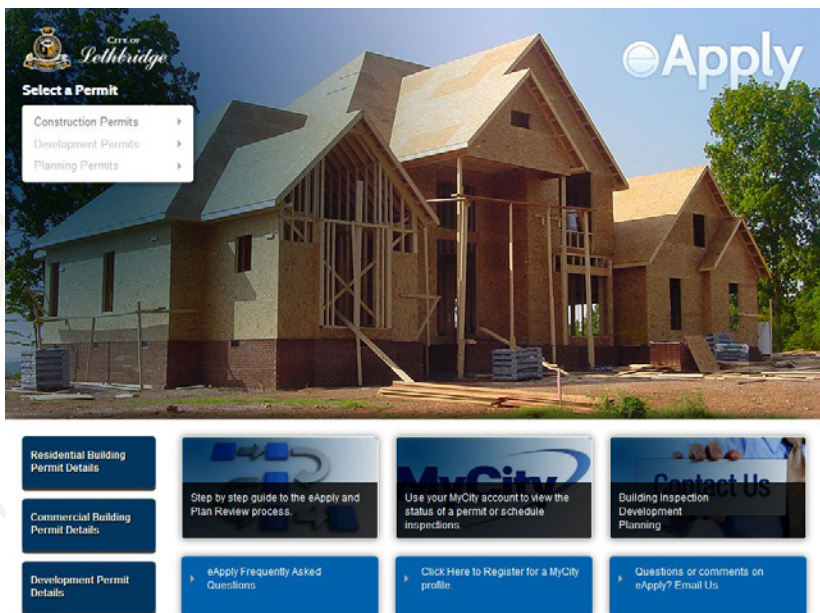 CITY OF
Lethbridge
eApply
Select a Permit
Construction Permits
Development Permits
Planning Permits
Residential Building
Permit Details
Commercial Building
Permit Details
Development Permit
Details
Step by step guide to the eApply and
Plan Review process.
MyCity
Use your MyCity account to view the
status of a permit or schedule
inspections.
Contact Us
Building Inspection
Development
Planning
eApply Frequently Asked
Questions
Click Here to Register for a MyCity
profile.
Questions or comments on
eApply? Email Us